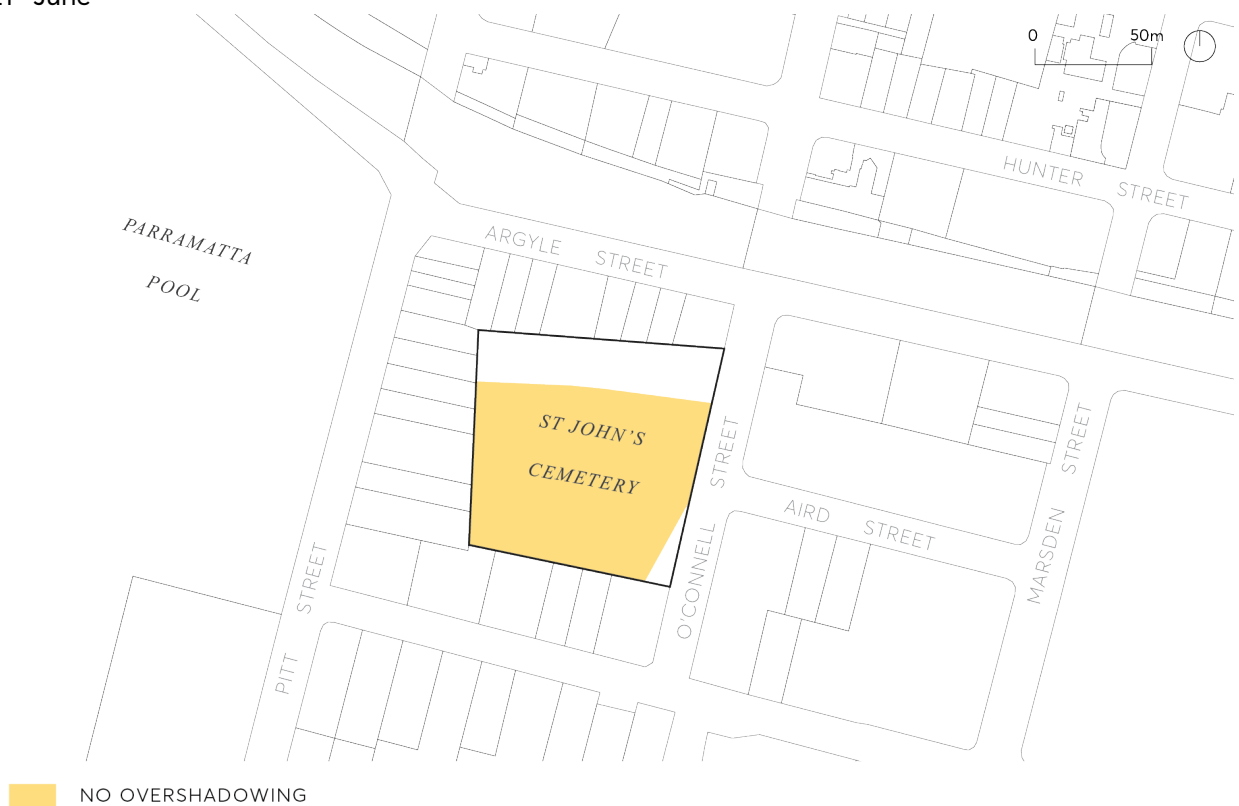 0 50m
HUNTER STREET
PARRAMATTA
POOL
ARGYLE STREET
ST JOHN'S
CEMETERY
O'CONNELL STREET
AIRD STREET
MARSDEN STREET
PITT STREET
NO OVERSHADOWING